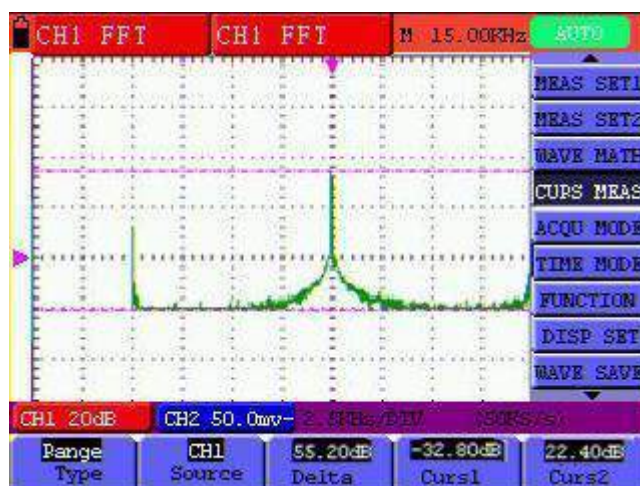 CH1 FFT CH1 FFT M 15.00KHz AUTO
MEAS SET1
MEAS SET2
WAVE MATH
CURS MEAS
ACQU MODE
TIME MODE
FUNCTION
DISP SET
WAVE SAVE
CH1 20dB CH2 50.0mv
Range CH1 55.20dB -32.80dB 22.40dB
Type Source Delta Curs1 Curs2